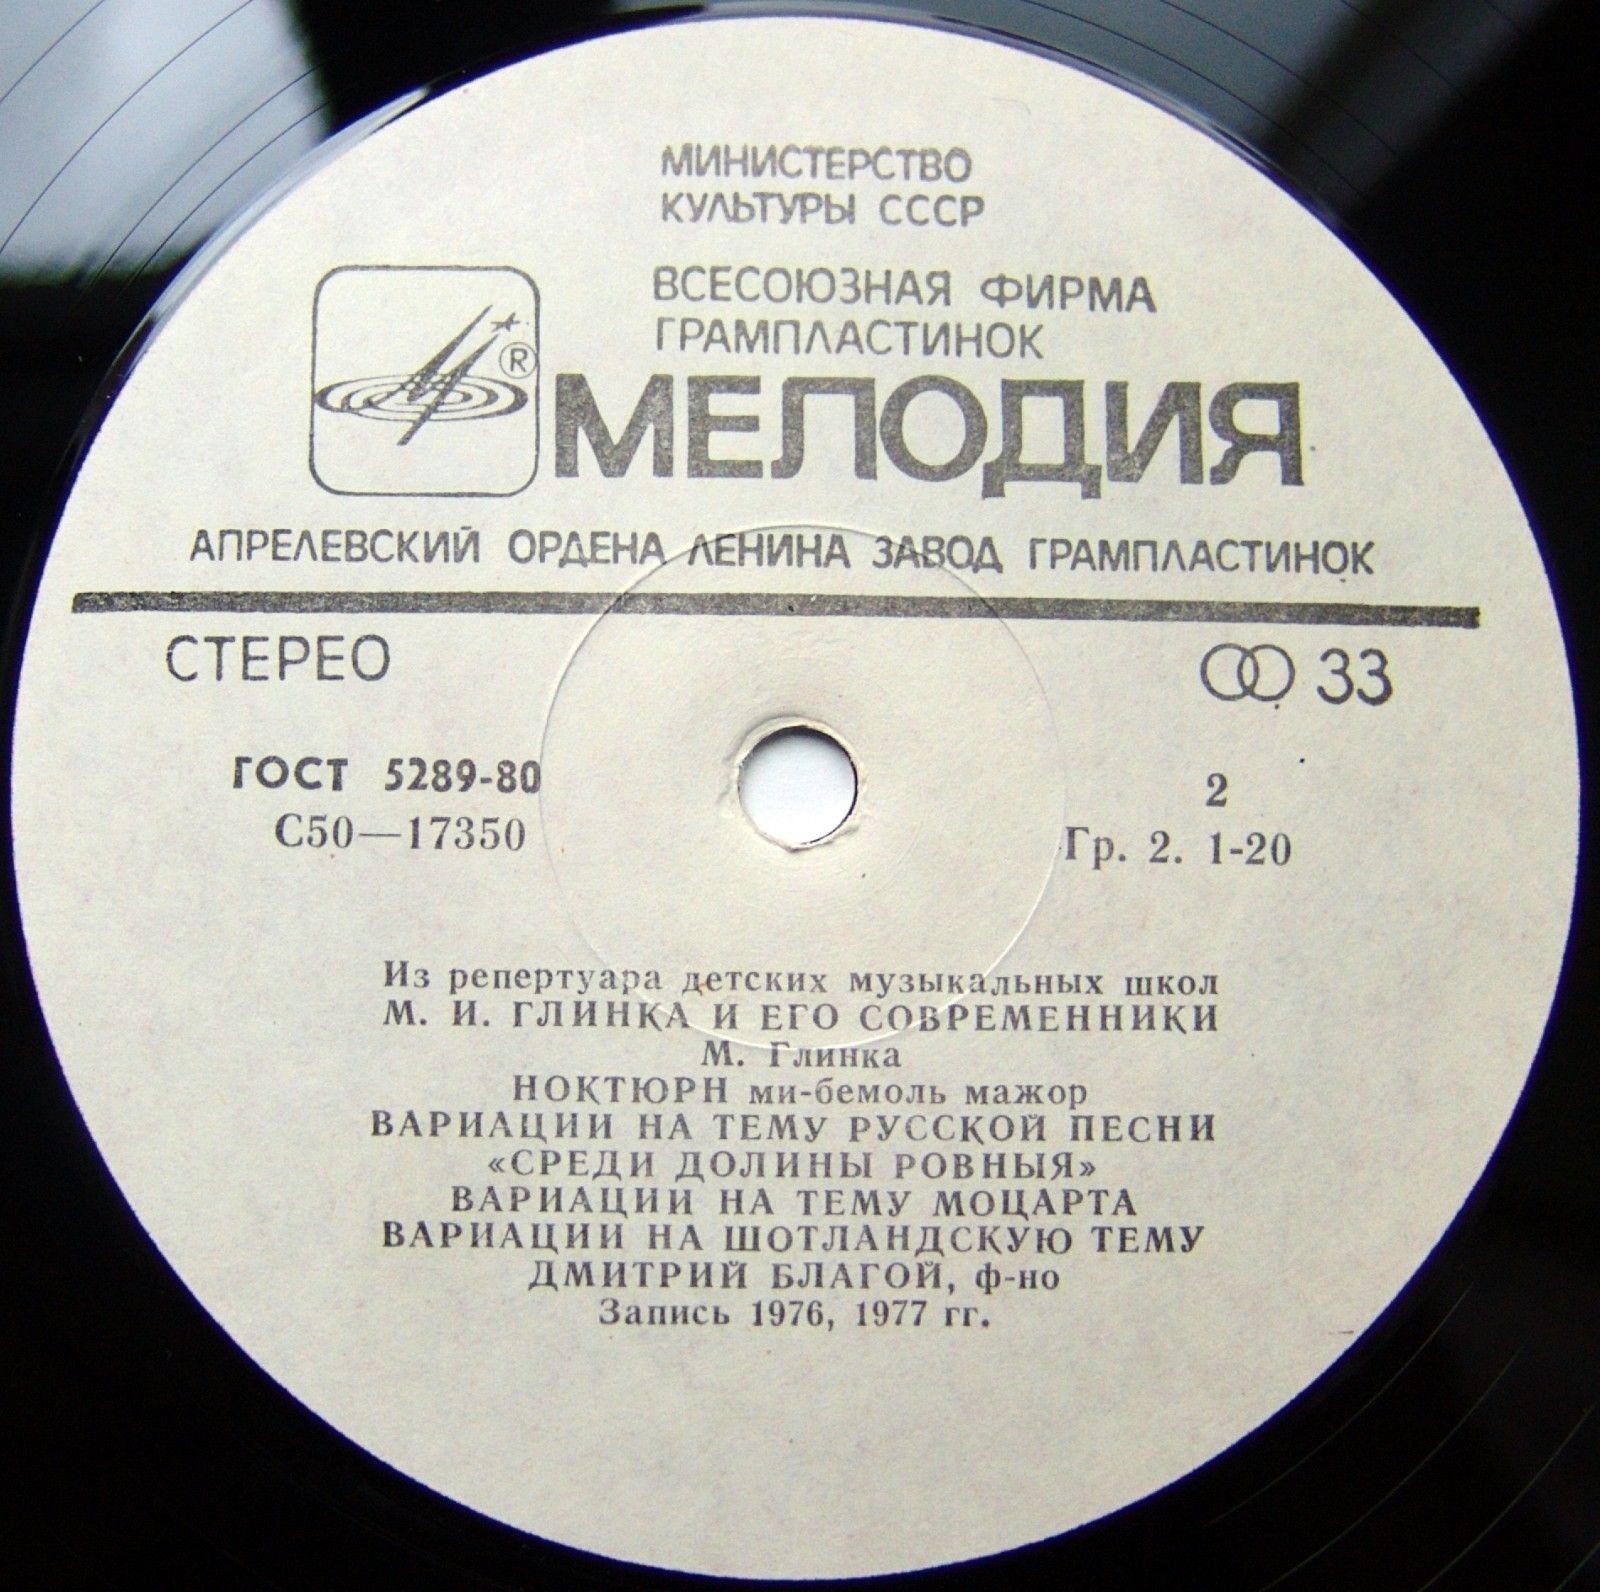 МИНИСТЕРСТВО
КУЛЬТУРЫ СССР
ВСЕСОЮЗНАЯ ФИРМА
ГРАМПЛАСТИНОК
®
МЕЛОДИЯ
АПРЕЛЕВСКИЙ ОРДЕНА ЛЕНИНА ЗАВОД ГРАМПЛАСТИНОК
СТЕРЕО
33
ГОСТ 5289-80
2
С50—17350
Гр. 2. 1-20
Из репертуара детских музыкальных школ
М. И. ГЛИНКА И ЕГО СОВРЕМЕННИКИ
М. Глинка
НОКТЮРН ми-бемоль мажор
ВАРИАЦИИ НА ТЕМУ РУССКОЙ ПЕСНИ
«СРЕДИ ДОЛИНЫ РОВНЫЯ»
ВАРИАЦИИ НА ТЕМУ МОЦАРТА
ВАРИАЦИИ НА ШОТЛАНДСКУЮ ТЕМУ
ДМИТРИЙ БЛАГОЙ, ф-но
Запись 1976, 1977 гг.